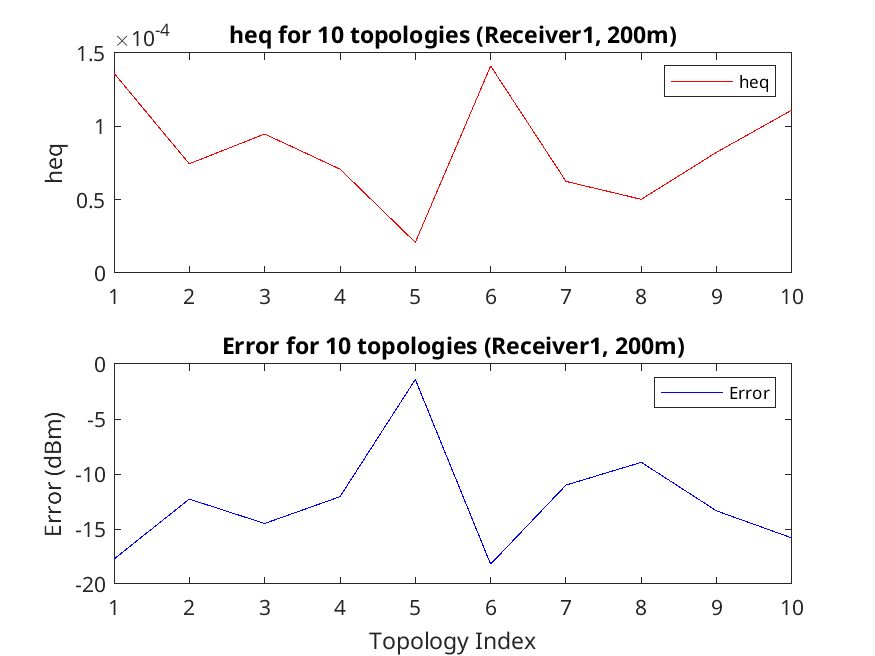 heq for 10 topologies (Receiver1, 200m)
×10-4
1.5
1
0.5
0
heq
heq
1 2 3 4 5 6 7 8 9 10
Error for 10 topologies (Receiver1, 200m)
0
-5
-10
-15
-20
Error (dBm)
Error
1 2 3 4 5 6 7 8 9 10
Topology Index